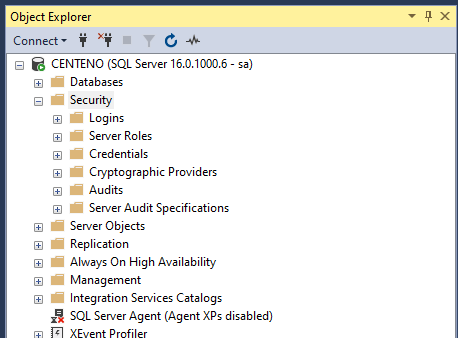 Object Explorer
Connect
CENTENO (SQL Server 16.0.1000.6 - sa)
Databases
Security
Logins
Server Roles
Credentials
Cryptographic Providers
Audits
Server Audit Specifications
Server Objects
Replication
Always On High Availability
Management
Integration Services Catalogs
SQL Server Agent (Agent XPs disabled)
XEvent Profiler